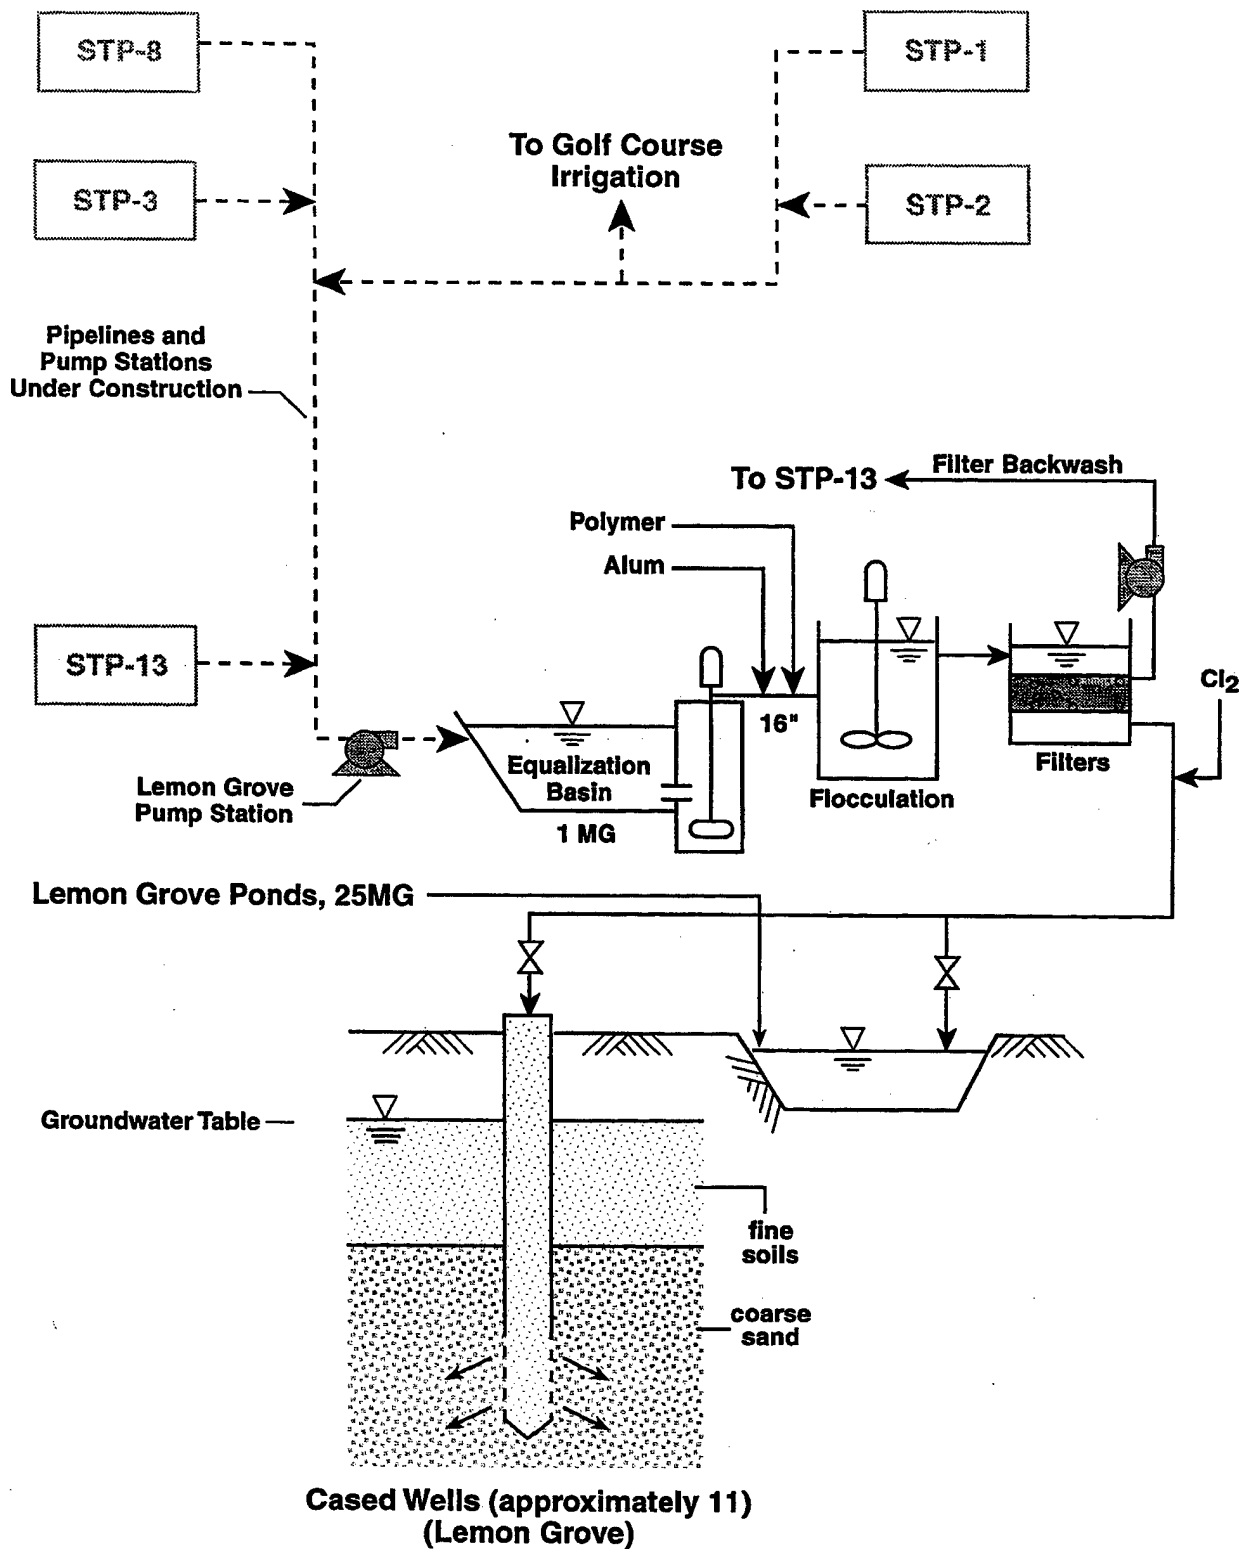 STP-8
STP-1
To Golf Course
Irrigation
STP-3
STP-2
Pipelines and
Pump Stations
Under Construction
To STP-13
Filter Backwash
Polymer
Alum
STP-13
Cl2
16"
Equalization
Basin
Filters
Lemon Grove
Pump Station
Flocculation
1 MG
Lemon Grove Ponds, 25MG
Groundwater Table
fine
soils
coarse
sand
Cased Wells (approximately 11)
(Lemon Grove)